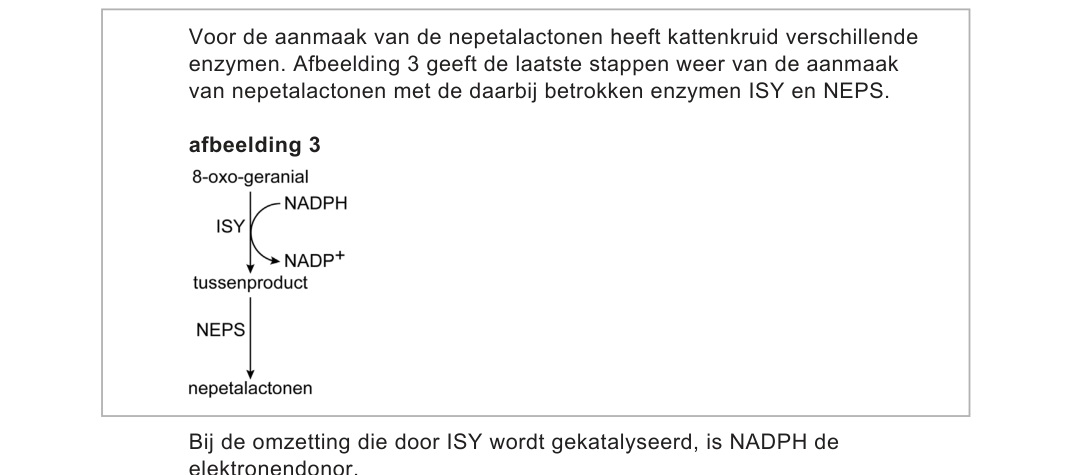 Voor de aanmaak van de nepetalactonen heeft kattenkruid verschillende
enzymen. Afbeelding 3 geeft de laatste stappen weer van de aanmaak
van nepetalactonen met de daarbij betrokken enzymen ISY en NEPS.
afbeelding 3
8-oxo-geranial
NADPH
ISY
NADP+
tussenproduct
NEPS
nepetalactonen
Bij de omzetting die door ISY wordt gekatalyseerd, is NADPH de
elektronendonor.